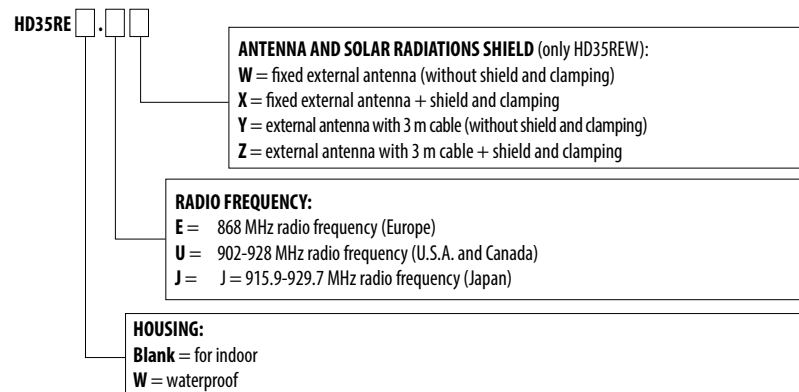 HD35RE .
ANTENNA AND SOLAR RADIATIONS SHIELD (only HD35REW):
W = fixed external antenna (without shield and clamping)
X = fixed external antenna + shield and clamping
Y = external antenna with 3 m cable (without shield and clamping)
Z = external antenna with 3 m cable + shield and clamping
RADIO FREQUENCY:
E = 868 MHz radio frequency (Europe)
U = 902-928 MHz radio frequency (U.S.A. and Canada)
J = J = 915.9-929.7 MHz radio frequency (Japan)
HOUSING:
Blank = for indoor
W = waterproof